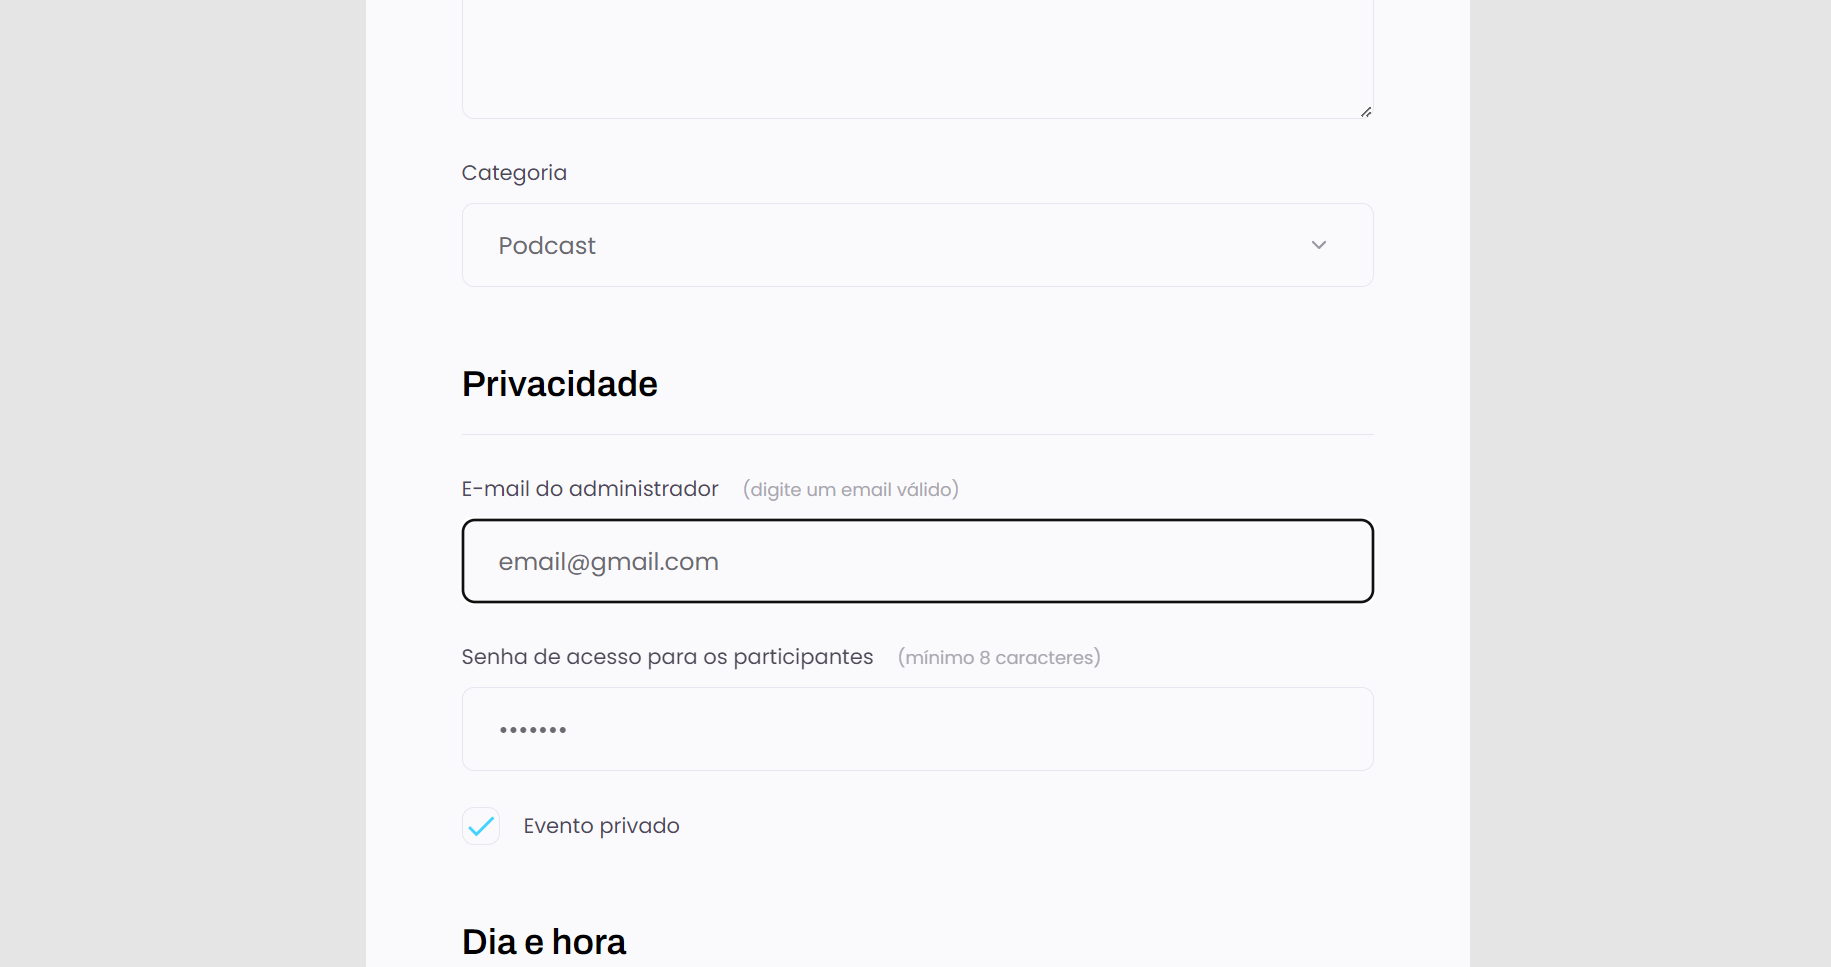 Categoria
Podcast
Privacidade
E-mail do administrador (digite um email válido)
email@gmail.com
Senha de acesso para os participantes (mínimo 8 caracteres)
•••••••
Evento privado
Dia e hora